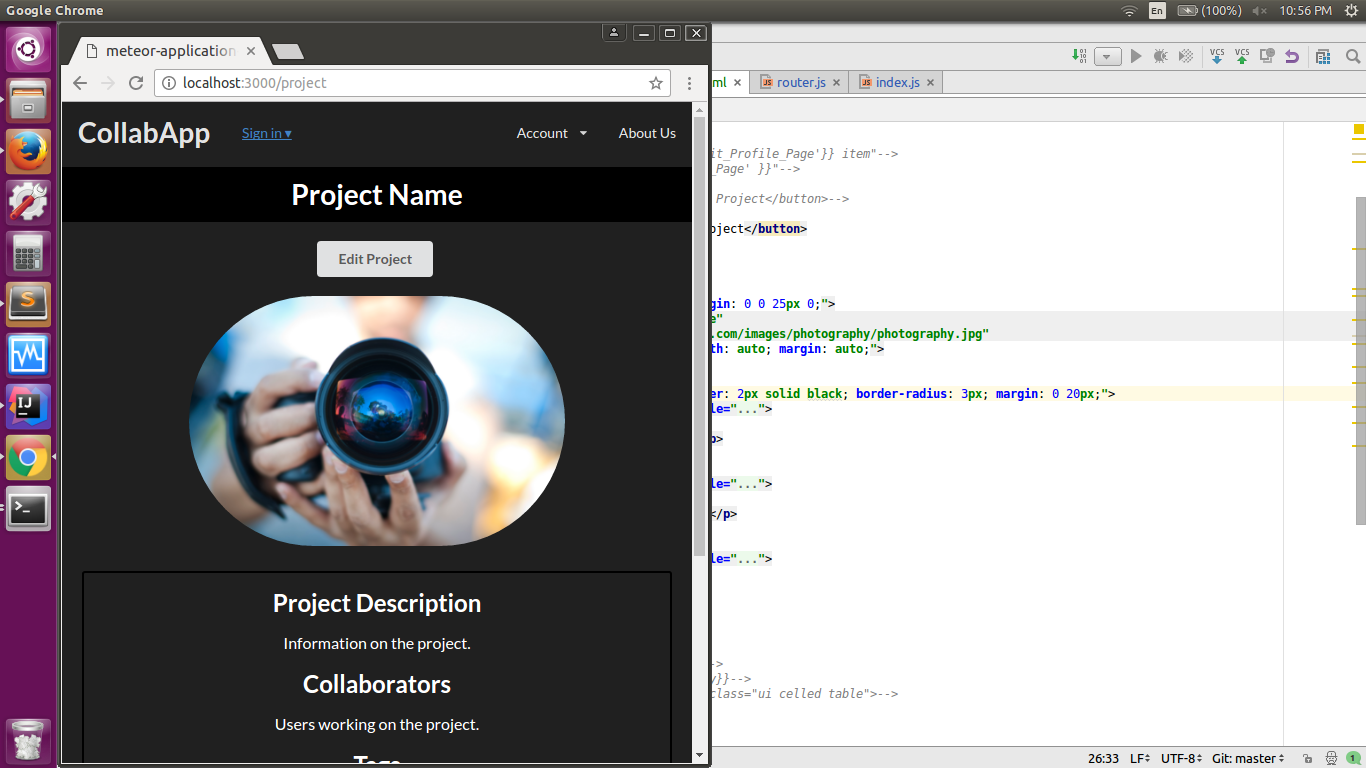 Google Chrome
En
(100%)
10:56 PM
meteor-application
localhost:3000/project
CollabApp
Sign in ▾
Account
About Us
Project Name
Edit Project
Project Description
Information on the project.
Collaborators
Users working on the project.
VCS
VCS
ml
router.js
index.js
it_Profile_Page'}} item"-->
_Page' }}"-->
Project</button>-->
oject</button>
gin: 0 0 25px 0;">
e"
.com/images/photography/photography.jpg"
th: auto; margin: auto;">
er: 2px solid black; border-radius: 3px; margin: 0 20px;">
le="...">
p>
le="...">
</p>
le="...">
->
y}}-->
class="ui celled table">-->
26:33
LF
UTF-8
Git: master
1